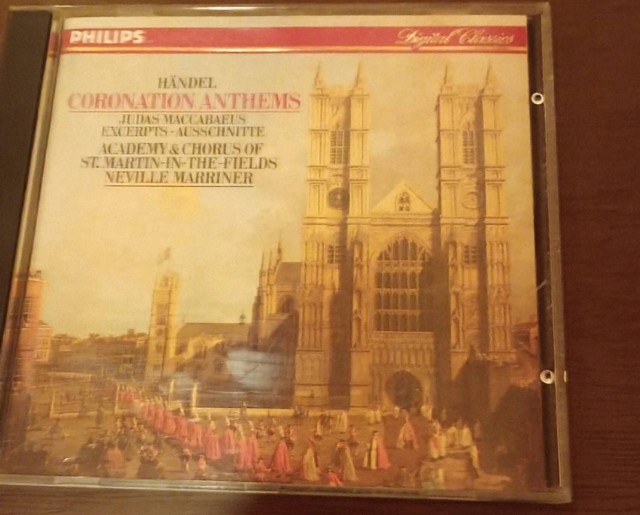 PHILIPS
Digital Classics
HÄNDEL
CORONATION ANTHEMS
JUDAS MACCABAEUS
EXCERPTS - AUSSCHNITTE
ACADEMY & CHORUS OF
ST. MARTIN-IN-THE-FIELDS
NEVILLE MARRINER